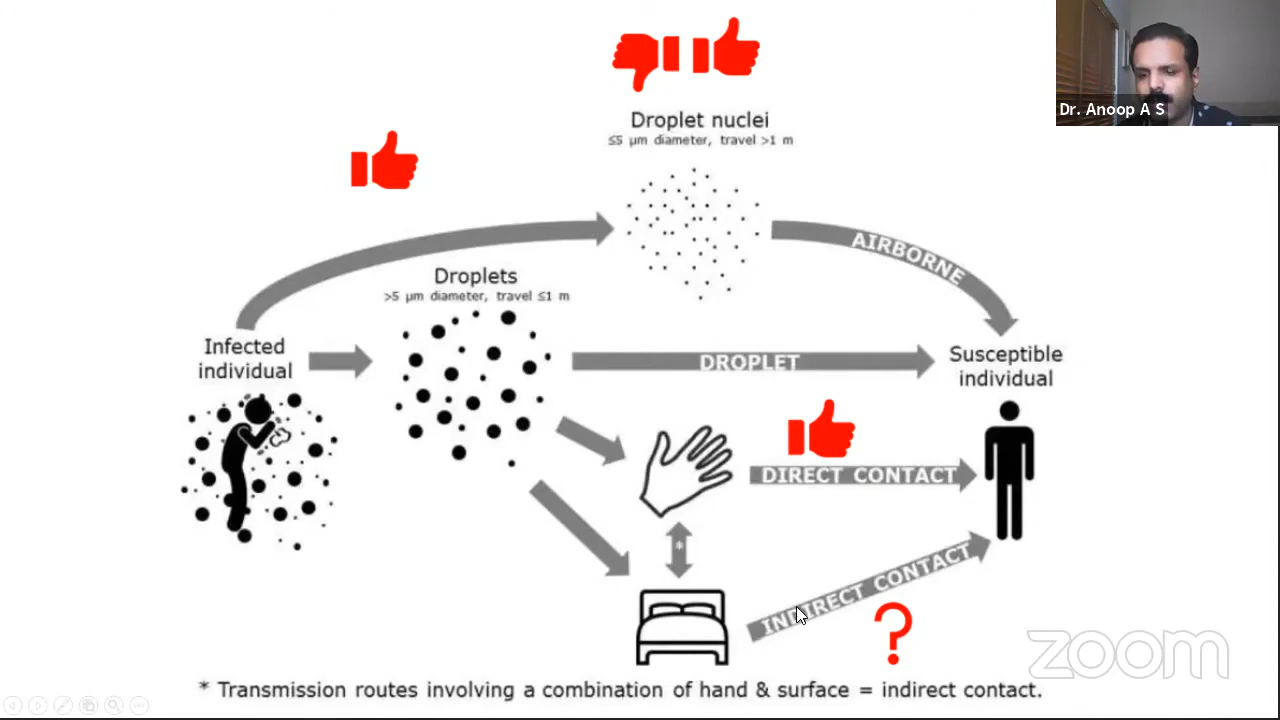 Dr. Anoop A S
Droplet nuclei
≤5 µm diameter, travel >1 m
AIRBORNE
Droplets
>5 µm diameter, travel ≤1 m
Infected
individual
DROPLET
Susceptible
individual
DIRECT CONTACT
*
INDIRECT CONTACT
?
zoom
* Transmission routes involving a combination of hand & surface = indirect contact.